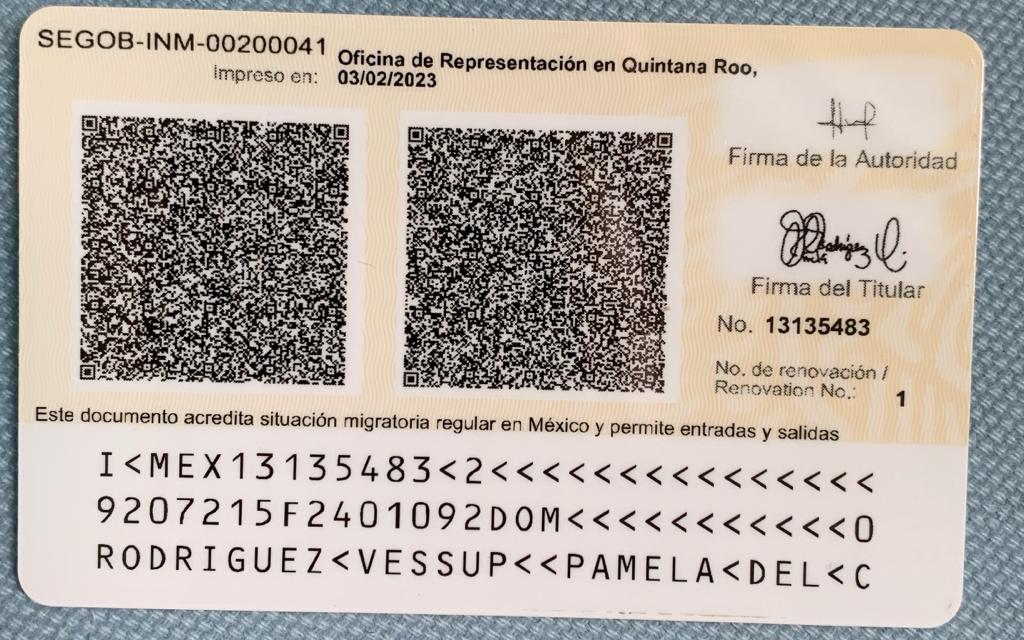 SEGOB-INM-00200041
Oficina de Representación en Quintana Roo,
Impreso en: 03/02/2023
Firma de la Autoridad
Firma del Titular
No. 13135483
No. de renovación /
Renovation No.: 1
Este documento acredita situación migratoria regular en México y permite entradas y salidas
I<MEX13135483<2<<<<<<<<<<<<<<<
9207215F2401092DOM<<<<<<<<<<<0
RODRIGUEZ<VESSUP<<PAMELA<DEL<C